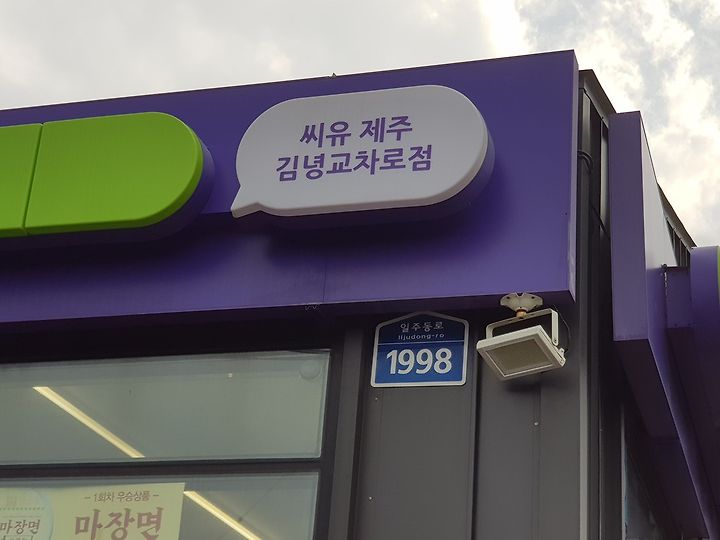 씨유 제주
김녕교차로점
일주동로
Iljudong-ro
1998
- 1회차 우승상품 -
마장면
마장면